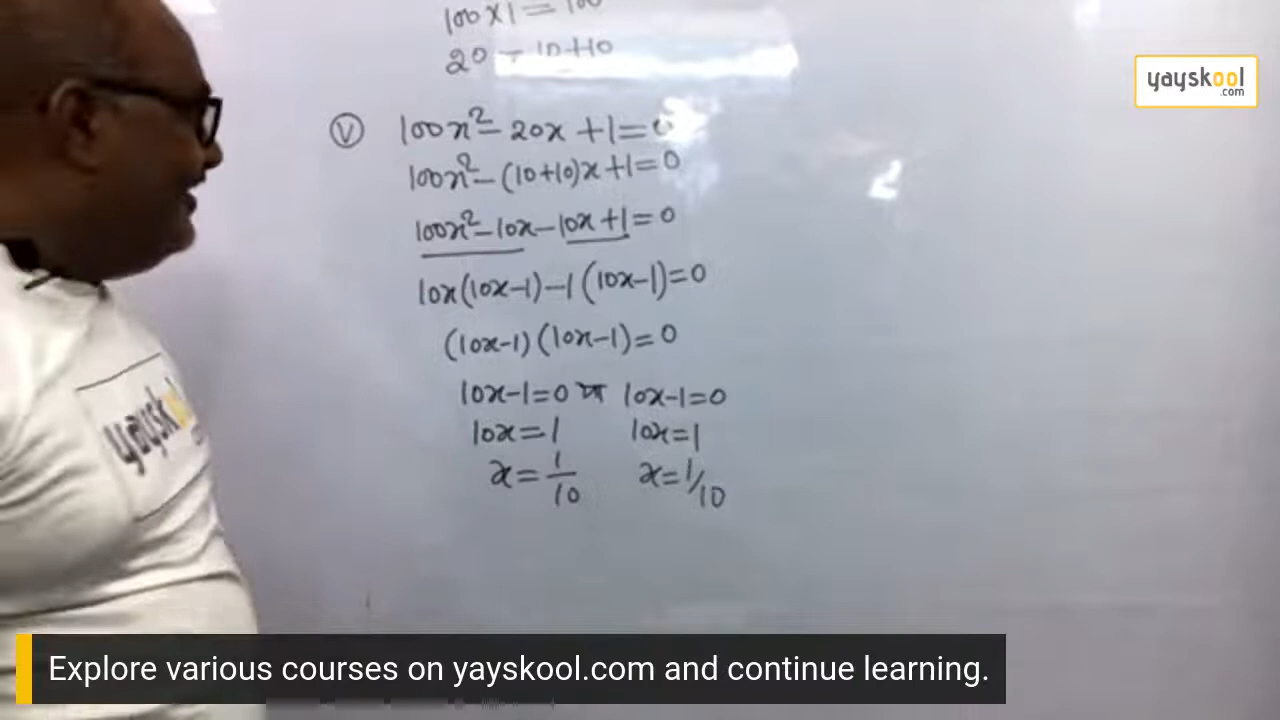 100 × 1 = 100
20 = 10+10
yayskool
.com
Ⓥ 100x² - 20x + 1 = 0
100x² - (10+10)x + 1 = 0
100x² - 10x - 10x + 1 = 0
10x(10x-1) - 1(10x-1) = 0
(10x-1)(10x-1) = 0
10x-1=0 या 10x-1=0
10x=1 10x=1
x = 1/10 x = 1/10
yayskool
Explore various courses on yayskool.com and continue learning.